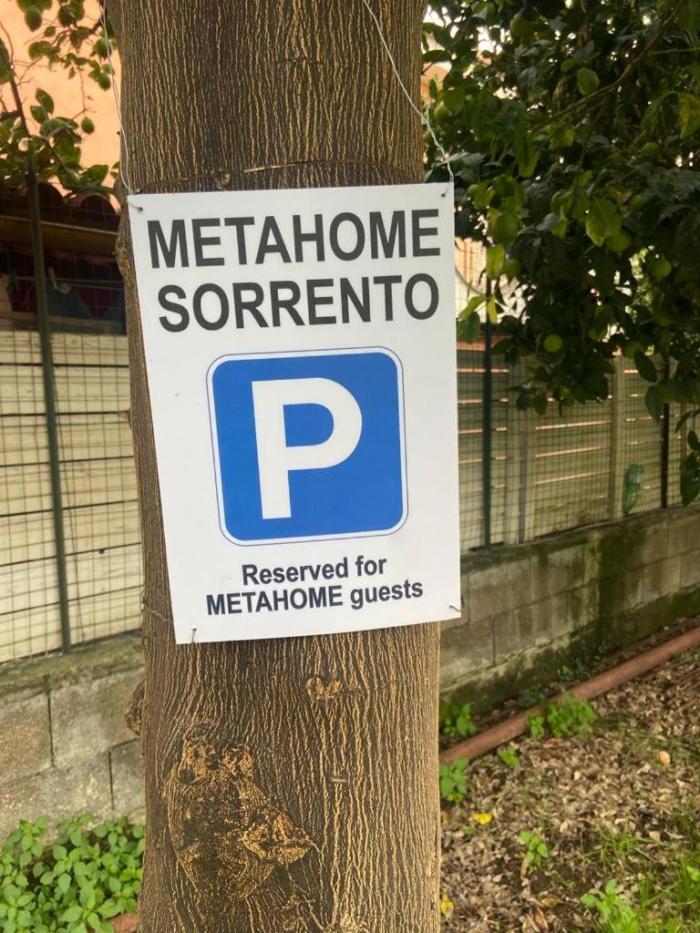 METAHOME
SORRENTO
P
Reserved for
METAHOME guests